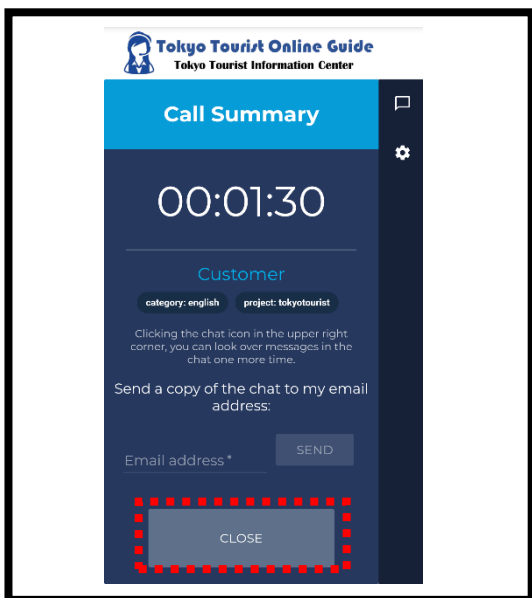 Tokyo Tourist Online Guide
Tokyo Tourist Information Center
Call Summary
00:01:30
Customer
category: english project: tokyotourist
Clicking the chat icon in the upper right
corner, you can look over messages in the
chat one more time.
Send a copy of the chat to my email
address:
Email address *
SEND
CLOSE